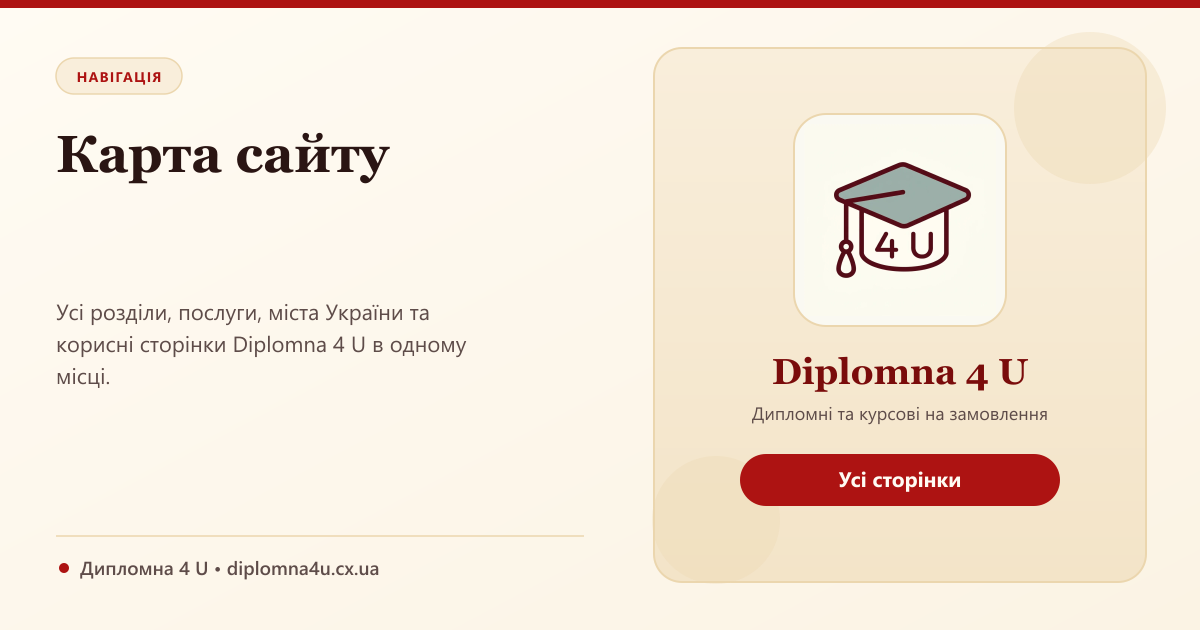 НАВІГАЦІЯ
Карта сайту
Усі розділи, послуги, міста України та
корисні сторінки Diplomna 4 U в одному
місці.
Дипломна 4 U • diplomna4u.cx.ua
4 U
Diplomna 4 U
Дипломні та курсові на замовлення
Усі сторінки